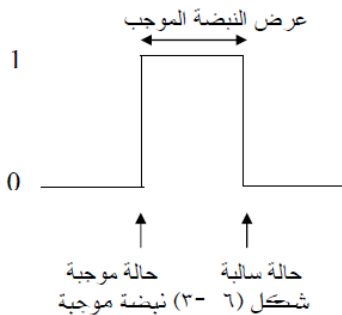 عرض النبضة الموجب
1
0
حالة موجبة
حالة سالبة
شكل (٦ -٣) نبضة موجبة